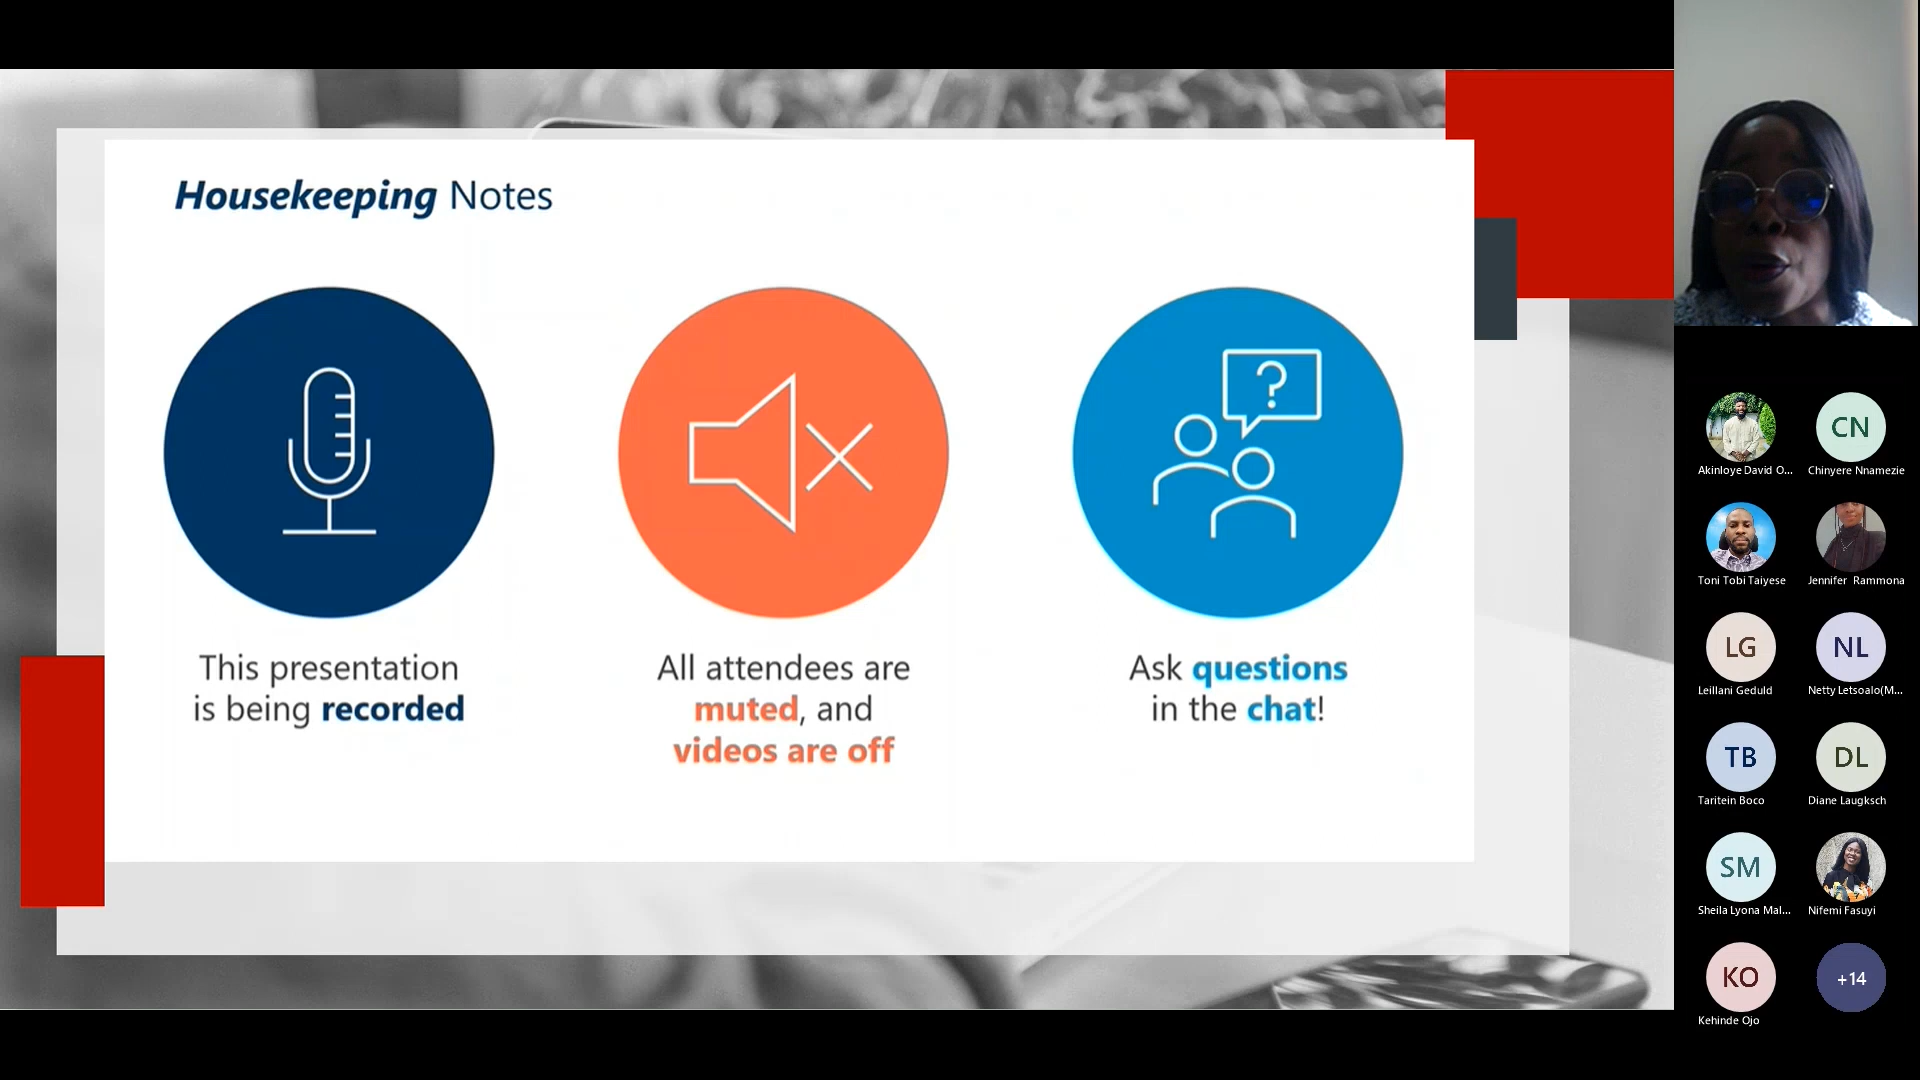 Housekeeping Notes
?
This presentation
is being recorded
All attendees are
muted, and
videos are off
Ask questions
in the chat!
Akinloye David O...
CN
Chinyere Nnamezie
Toni Tobi Taiyese
Jennifer Rammona
LG
Leillani Geduld
NL
Netty Letsoalo(M...
TB
Taritein Boco
DL
Diane Laugksch
SM
Sheila Lyona Mal...
Nifemi Fasuyi
KO
Kehinde Ojo
+14